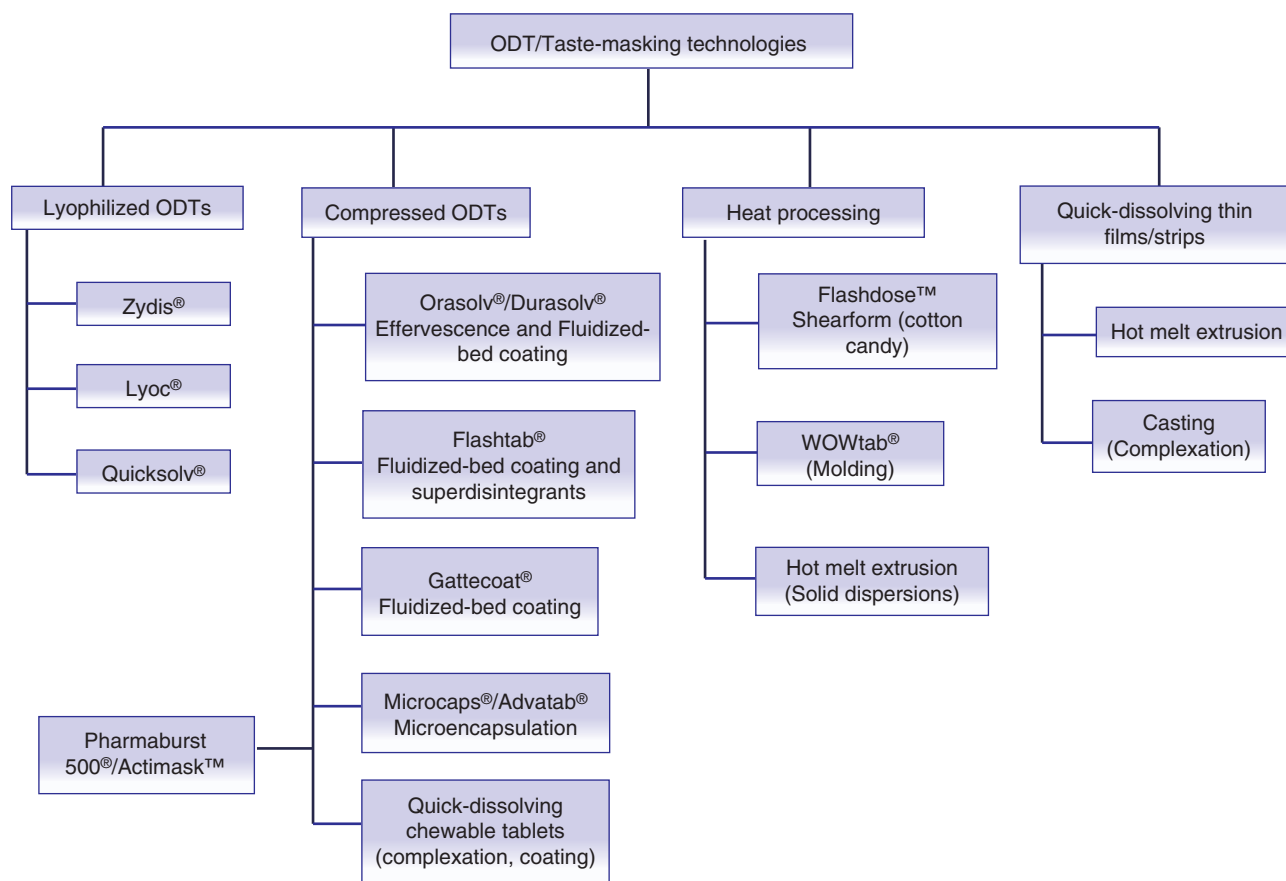 ODT/Taste-masking technologies
Lyophilized ODTs
Zydis®
Lyoc®
Quicksolv®
Compressed ODTs
Orasolv®/Durasolv®
Effervescence and Fluidized-
bed coating
Flashtab®
Fluidized-bed coating and
superdisintegrants
Gattecoat®
Fluidized-bed coating
Microcaps®/Advatab®
Microencapsulation
Pharmaburst
500®/Actimask™
Quick-dissolving
chewable tablets
(complexation, coating)
Heat processing
Flashdose™
Shearform (cotton
candy)
WOWtab®
(Molding)
Hot melt extrusion
(Solid dispersions)
Quick-dissolving thin
films/strips
Hot melt extrusion
Casting
(Complexation)